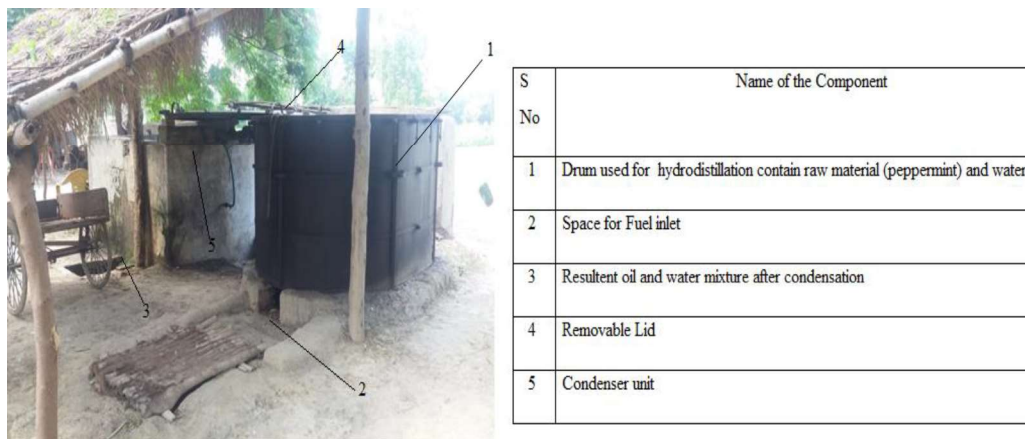 4
1
5
3
2
S
No
Name of the Component
1 Drum used for hydrodistillation contain raw material (peppermint) and water
2 Space for Fuel inlet
3 Resultent oil and water mixture after condensation
4 Removable Lid
5 Condenser unit